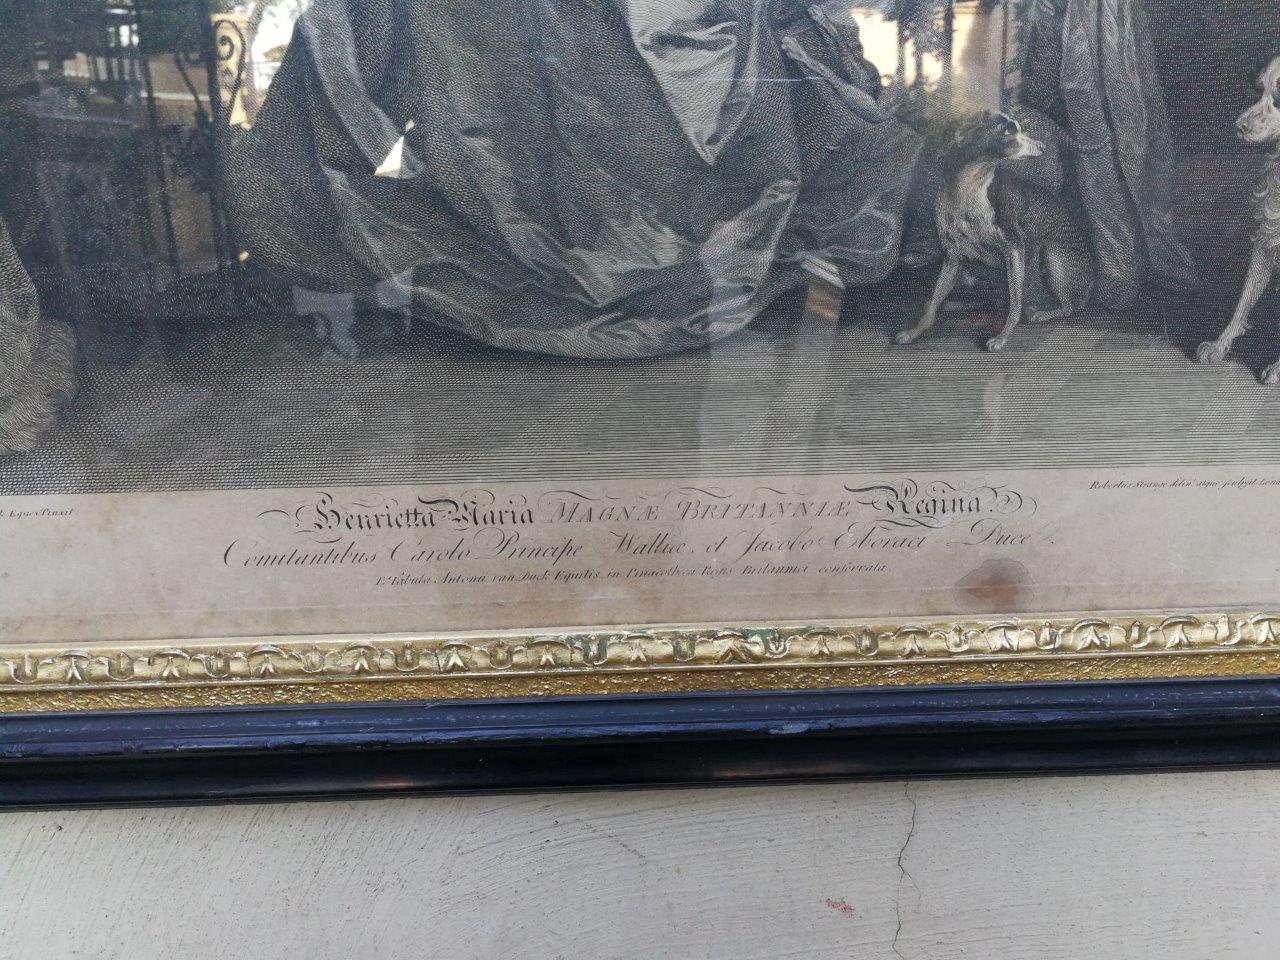 Eques Pinxit
Robertus Strange delin.t atque sculpsit
Henrietta Maria MAGNÆ BRITANNIÆ Regina.
Comitantibus Carolo Principe Walliæ, et Jacobo Eboraci Duce.
Ex Tabula Antonii van Dyck Equitis, in Pinacotheca Regis Britannici conservata